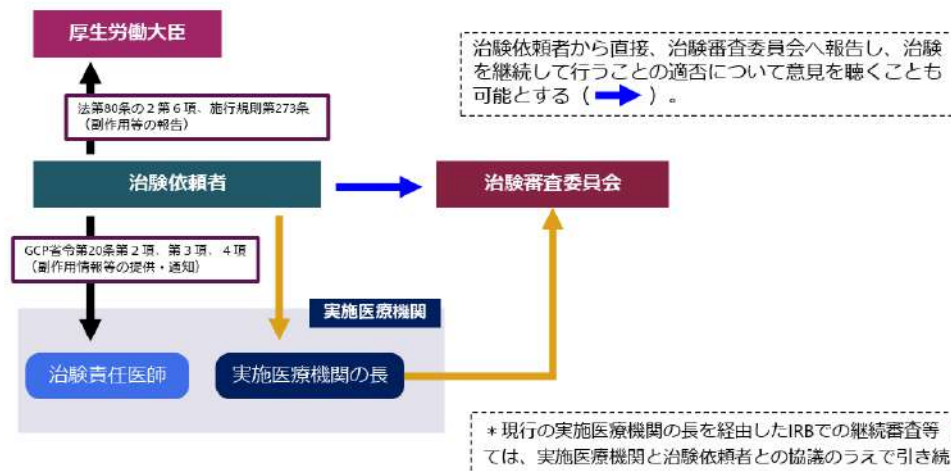 厚生労働大臣
治験依頼者から直接、治験審査委員会へ報告し、治験
を継続して行うことの適否について意見を聴くことも
可能とする（ ）。
法第80条の２第６項、施行規則第273条
（副作用等の報告）
治験依頼者
治験審査委員会
GCP省令第20条第２項、第３項、４項
（副作用情報等の提供・通知）
実施医療機関
治験責任医師
実施医療機関の長
＊現行の実施医療機関の長を経由したIRBでの継続審査等
ては、実施医療機関と治験依頼者との協議のうえで引き続